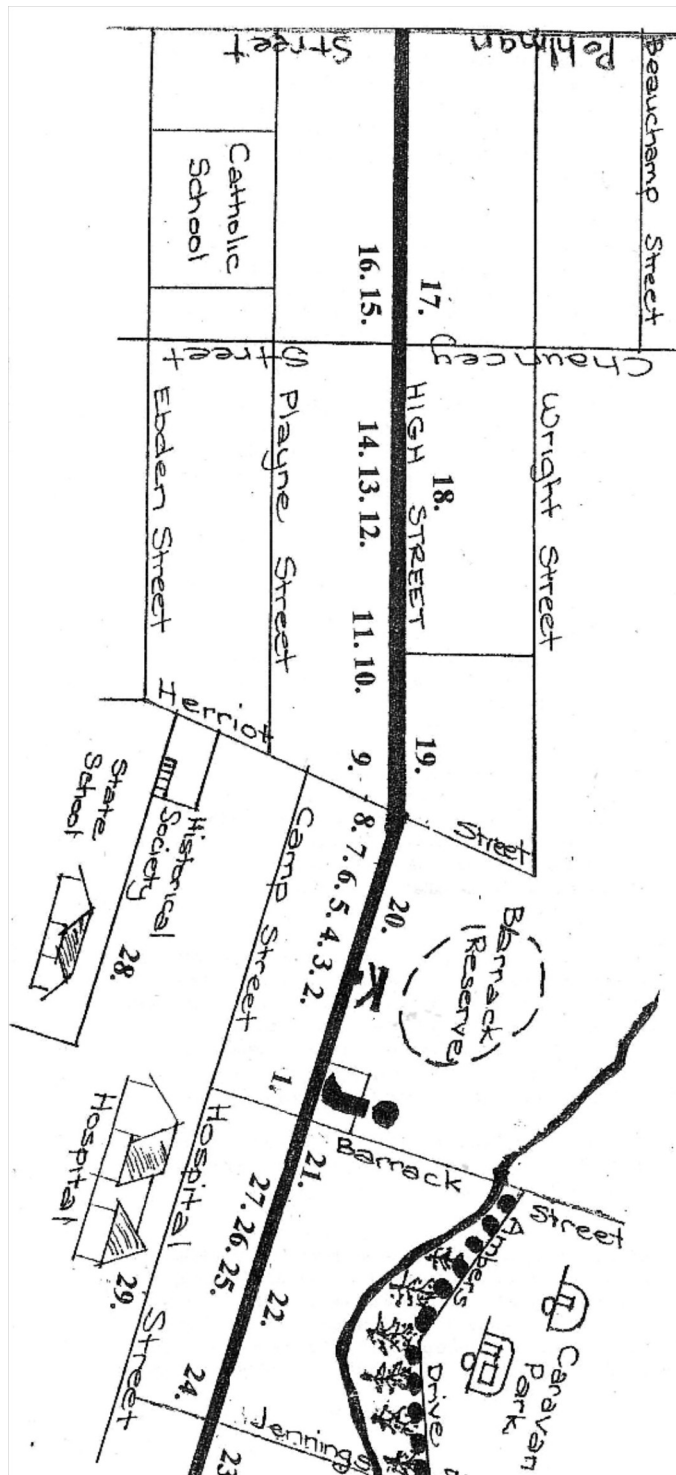 Beauchamp Street
Pohlman Street
Catholic
School
16. 15.
17.
Chauncey Street
Wright Street
HIGH STREET
18.
14. 13. 12.
Playne Street
Ebden Street
11. 10.
19.
9.
Herriot Street
State
School
Historical
Society
28.
Camp Street
8. 7. 6. 5. 4. 3. 2.
20.
Barrack
Reserve
1.
i
Barrack Street
21.
Hospital Street
Hospital
29.
27. 26. 25.
22.
24.
23
Jennings
Ambers Drive
Caravan
Park